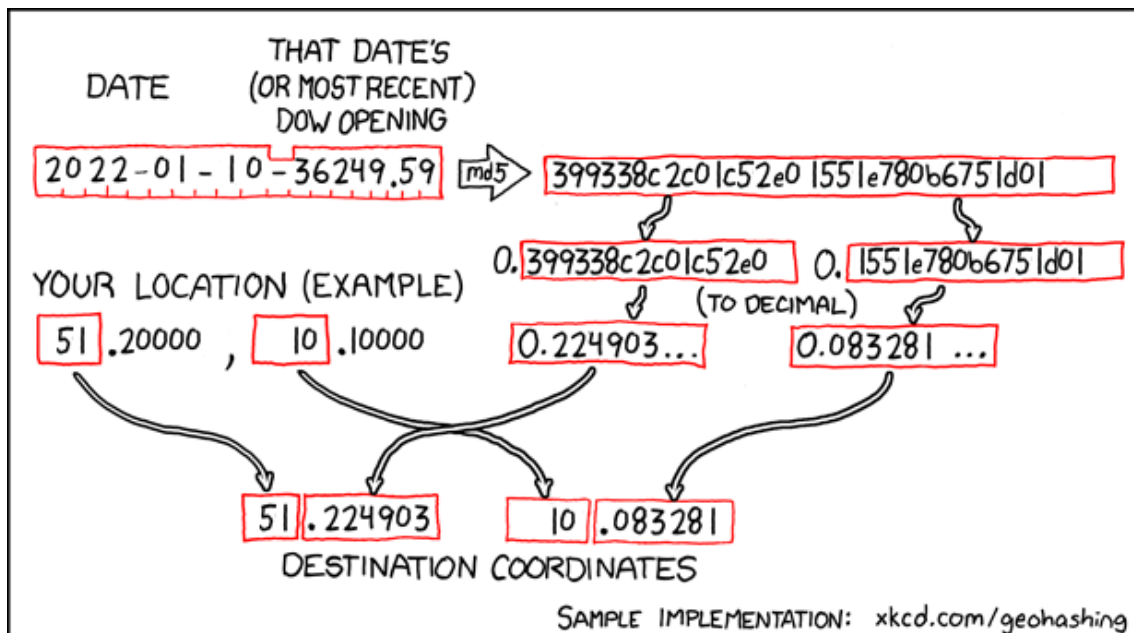 THAT DATE'S
DATE (OR MOST RECENT)
DOW OPENING
2022-01-10-36249.59 md5 399338c2c01c52e01551e780b6751d01
0.399338c2c01c52e0 0.1551e780b6751d01
YOUR LOCATION (EXAMPLE) (TO DECIMAL)
51.20000, 10.10000 0.224903... 0.083281...
51.224903 10.083281
DESTINATION COORDINATES
SAMPLE IMPLEMENTATION: xkcd.com/geohashing